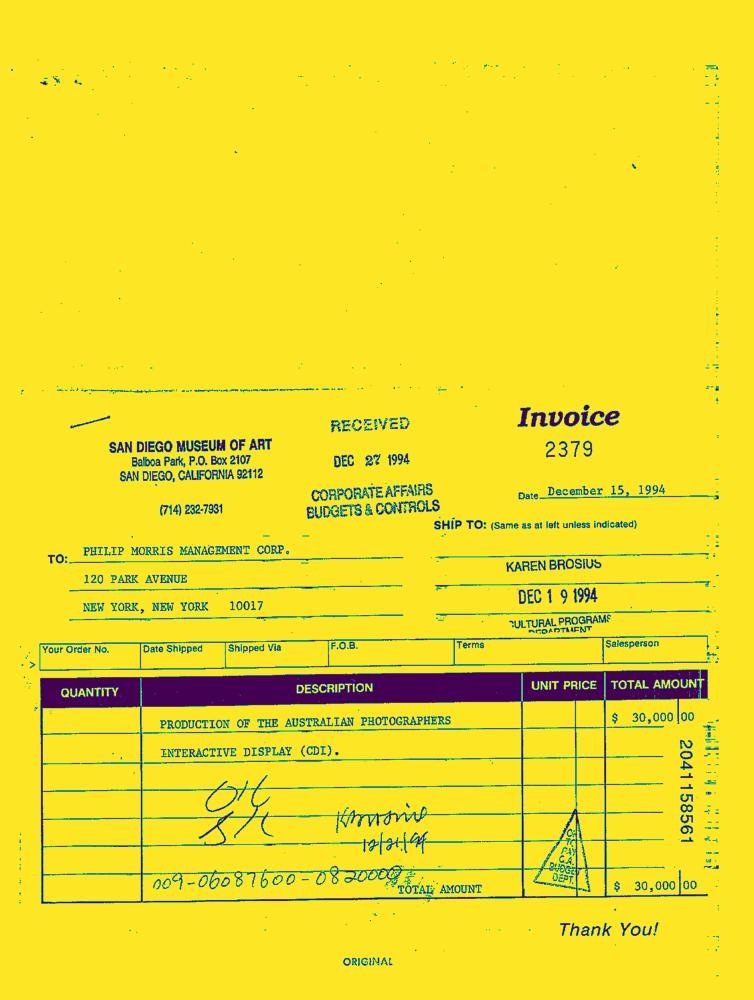 SAN DIEGO MUSEUM OF ART
Balboa Park, P.O. Box 2107
SAN DIEGO, CALIFORNIA 92112
(714) 232-7931
RECEIVED
DEC 27 1994
CORPORATE AFFAIRS
BUDGETS & CONTROLS
Invoice
2379
Date December 15, 1994
SHIP TO: (Same as at left unless indicated)
TO: PHILIP MORRIS MANAGEMENT CORP.
120 PARK AVENUE
NEW YORK, NEW YORK 10017
KAREN BROSIUS
DEC 19 1994
CULTURAL PROGRAMS
DEPARTMENT
Your Order No. Date Shipped Shipped Via F.O.B. Terms Salesperson
QUANTITY DESCRIPTION UNIT PRICE TOTAL AMOUNT
PRODUCTION OF THE AUSTRALIAN PHOTOGRAPHERS $ 30,000 00
INTERACTIVE DISPLAY (CDI).
2041158561
OK
12/21/94
OK
TO
PAY
C.A.
BUDGET
DEPT.
009-06087600-0820000
TOTAL AMOUNT $ 30,000 00
Thank You!
ORIGINAL